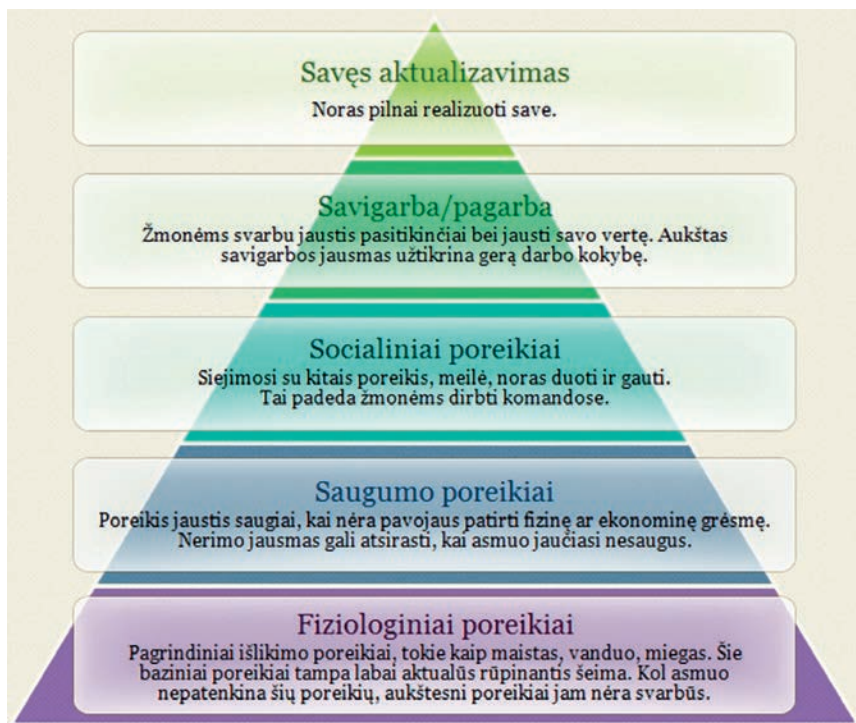 Savęs aktualizavimas
Noras pilnai realizuoti save.
Savigarba/pagarba
Žmonėms svarbu jaustis pasitikinčiai bei jausti savo vertę. Aukštas
savigarbos jausmas užtikrina gerą darbo kokybę.
Socialiniai poreikiai
Siejimosi su kitais poreikis, meilė, noras duoti ir gauti.
Tai padeda žmonėms dirbti komandose.
Saugumo poreikiai
Poreikis jaustis saugiai, kai nėra pavojaus patirti fizinę ar ekonominę grėsmę.
Nerimo jausmas gali atsirasti, kai asmuo jaučiasi nesaugus.
Fiziologiniai poreikiai
Pagrindiniai išlikimo poreikiai, tokie kaip maistas, vanduo, miegas. Šie
baziniai poreikiai tampa labai aktualūs rūpinantis šeima. Kol asmuo
nepatenkina šių poreikių, aukštesni poreikiai jam nėra svarbūs.